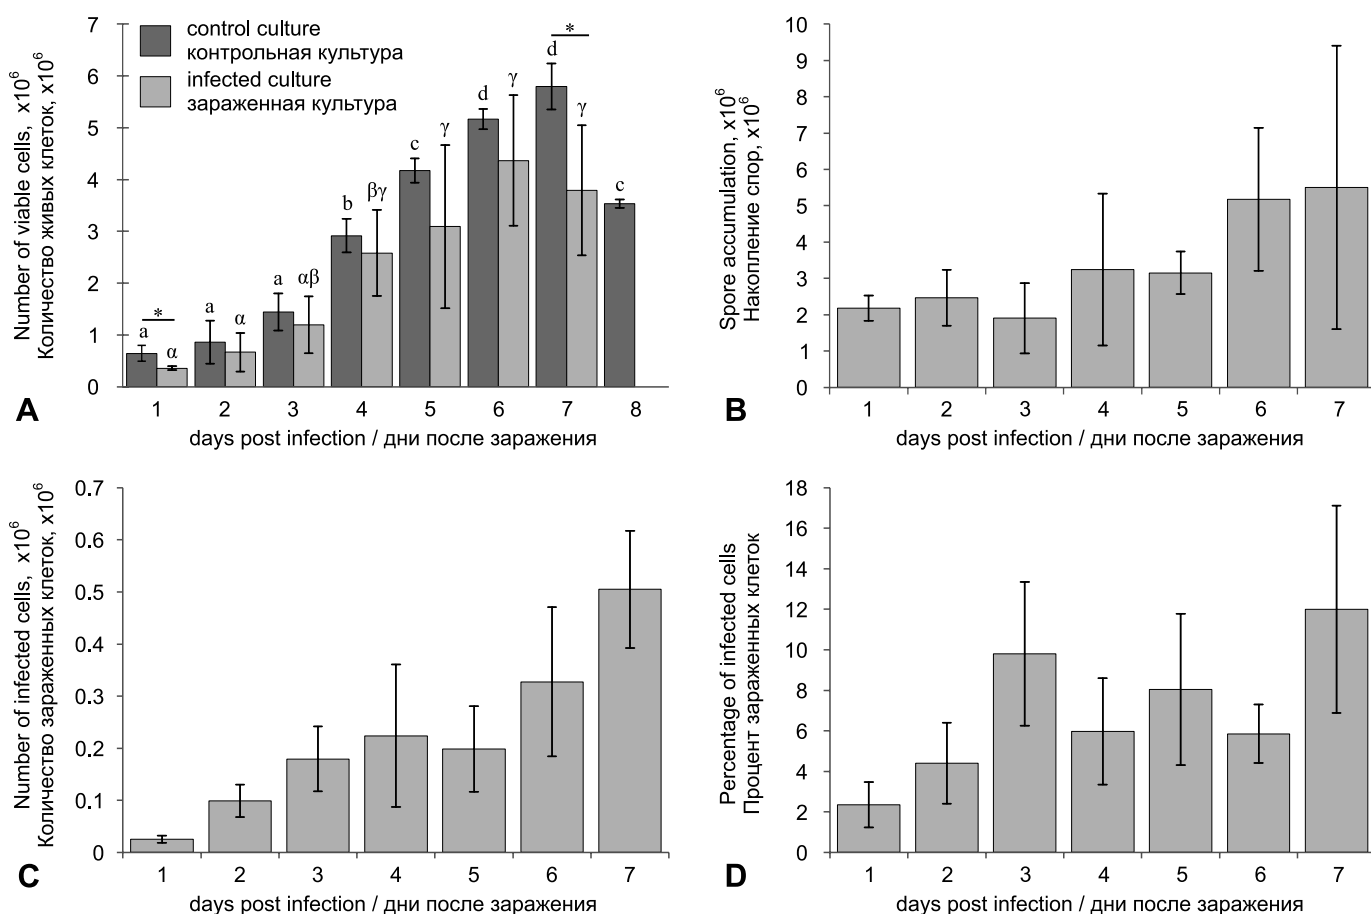 control culture
контрольная культура
infected culture
зараженная культура
Number of viable cells, x10⁶
Количество живых клеток, x10⁶
7
6
5
4
3
2
1
0
* a α
a α
a αβ
b βγ
c γ
d γ
* d γ
c
1 2 3 4 5 6 7 8
A
days post infection / дни после заражения
Spore accumulation, x10⁶
Накопление спор, x10⁶
10
9
8
7
6
5
4
3
2
1
0
1 2 3 4 5 6 7
B
days post infection / дни после заражения
Number of infected cells, x10⁶
Количество зараженных клеток, x10⁶
0.7
0.6
0.5
0.4
0.3
0.2
0.1
0
1 2 3 4 5 6 7
C
days post infection / дни после заражения
Percentage of infected cells
Процент зараженных клеток
18
16
14
12
10
8
6
4
2
0
1 2 3 4 5 6 7
D
days post infection / дни после заражения